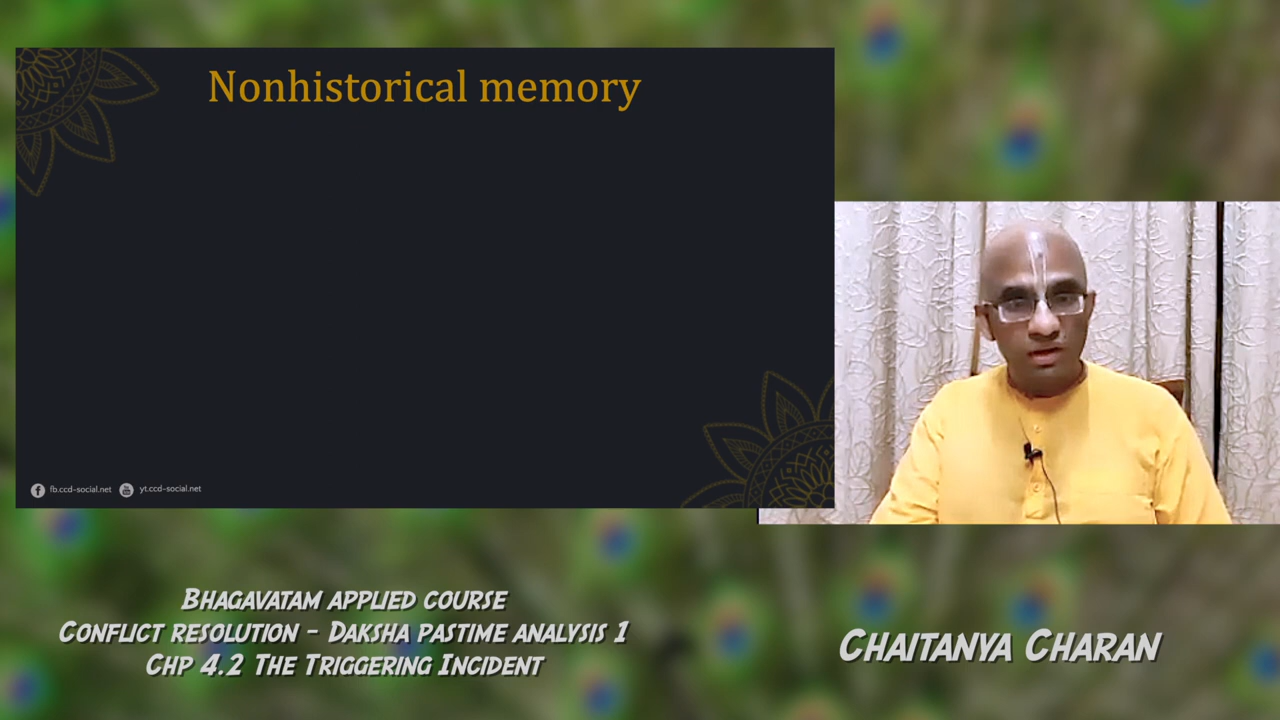 Nonhistorical memory
fb.ccd-social.net yt.ccd-social.net
Bhagavatam applied course
Conflict resolution - Daksha pastime analysis 1
Chp 4.2 The Triggering Incident
Chaitanya Charan